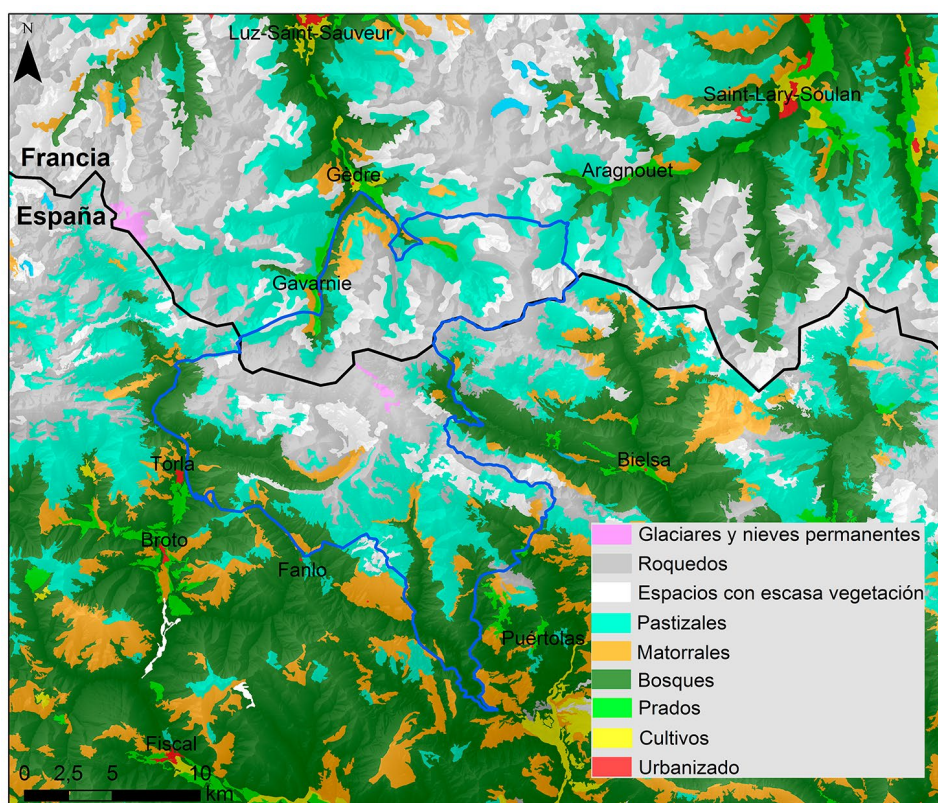 N
Luz-Saint-Sauveur
Saint-Lary-Soulan
Francia
Gèdre
Aragnouet
España
Gavarnie
Torla
Bielsa
Broto
Fanlo
Puértolas
Fiscal
Glaciares y nieves permanentes
Roquedos
Espacios con escasa vegetación
Pastizales
Matorrales
Bosques
Prados
Cultivos
Urbanizado
0 2,5 5 10
km